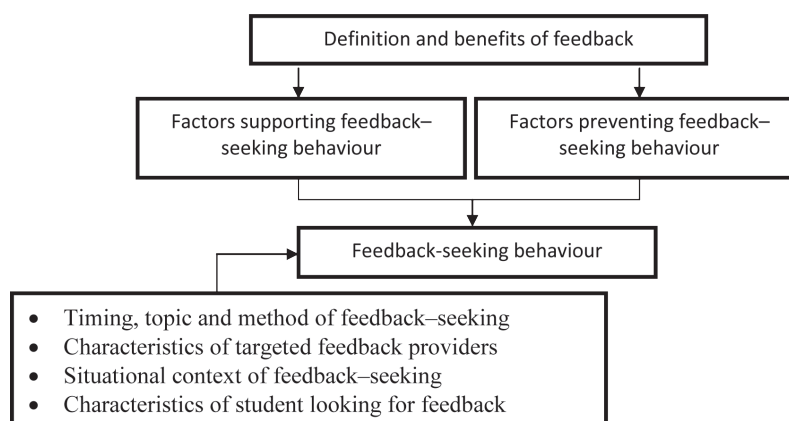 Definition and benefits of feedback
Factors supporting feedback–
seeking behaviour
Factors preventing feedback–
seeking behaviour
Feedback-seeking behaviour
• Timing, topic and method of feedback–seeking
• Characteristics of targeted feedback providers
• Situational context of feedback–seeking
• Characteristics of student looking for feedback